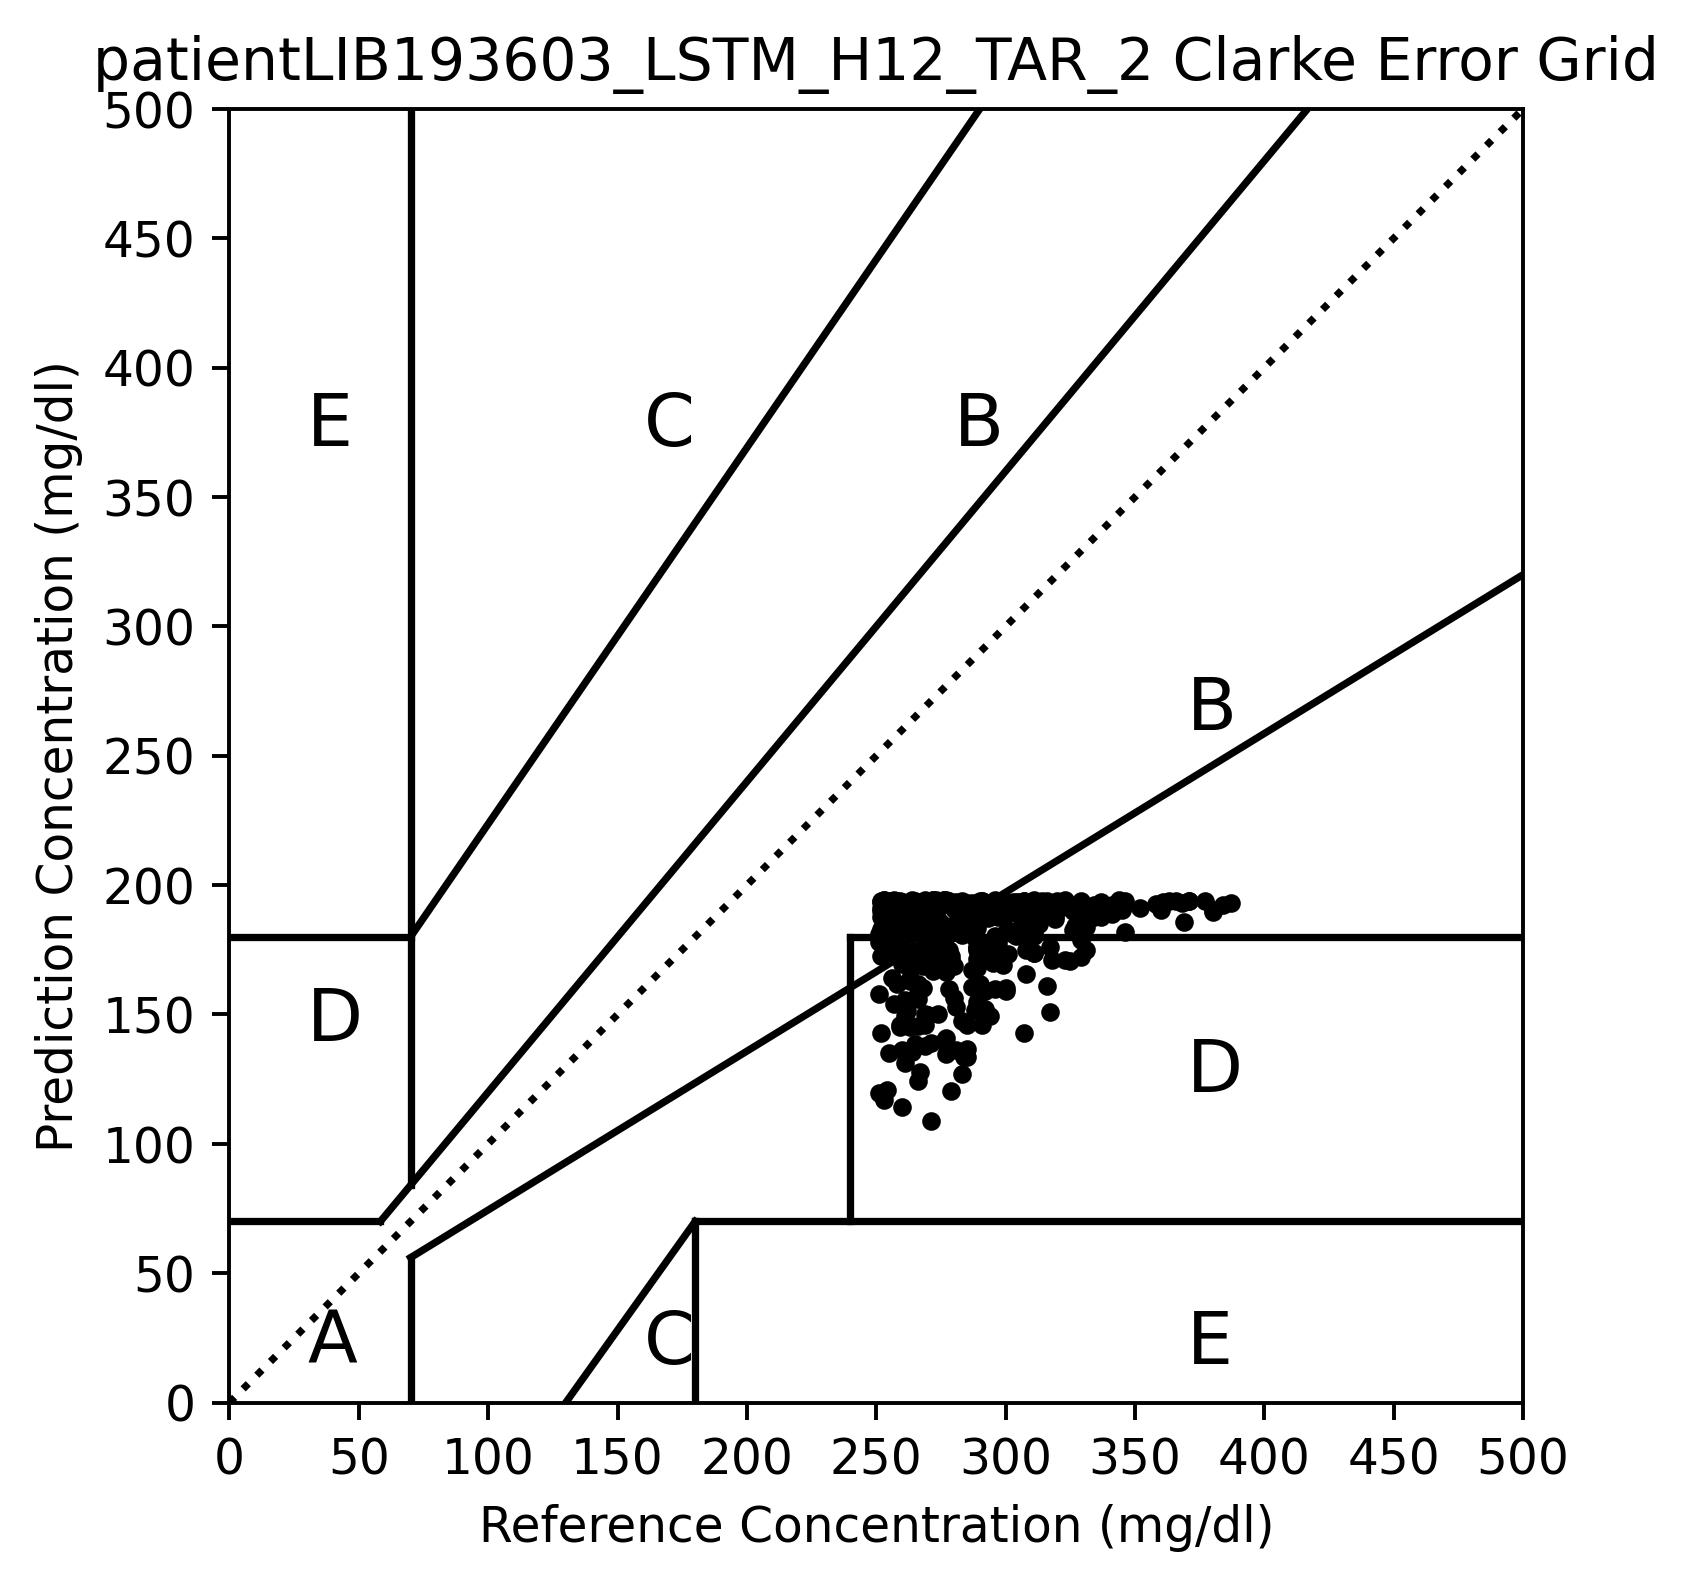 patientLIB193603_LSTM_H12_TAR_2 Clarke Error Grid
500
450
400
350
300
250
200
150
100
50
0
Prediction Concentration (mg/dl)
E
C
B
B
D
D
A
C
E
0 50 100 150 200 250 300 350 400 450 500
Reference Concentration (mg/dl)